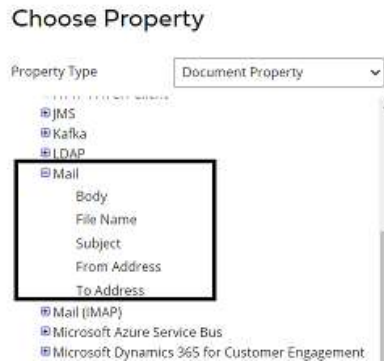 Choose Property
Property Type Document Property
JMS
Kafka
LDAP
Mail
Body
File Name
Subject
From Address
To Address
Mail (IMAP)
Microsoft Azure Service Bus
Microsoft Dynamics 365 for Customer Engagement